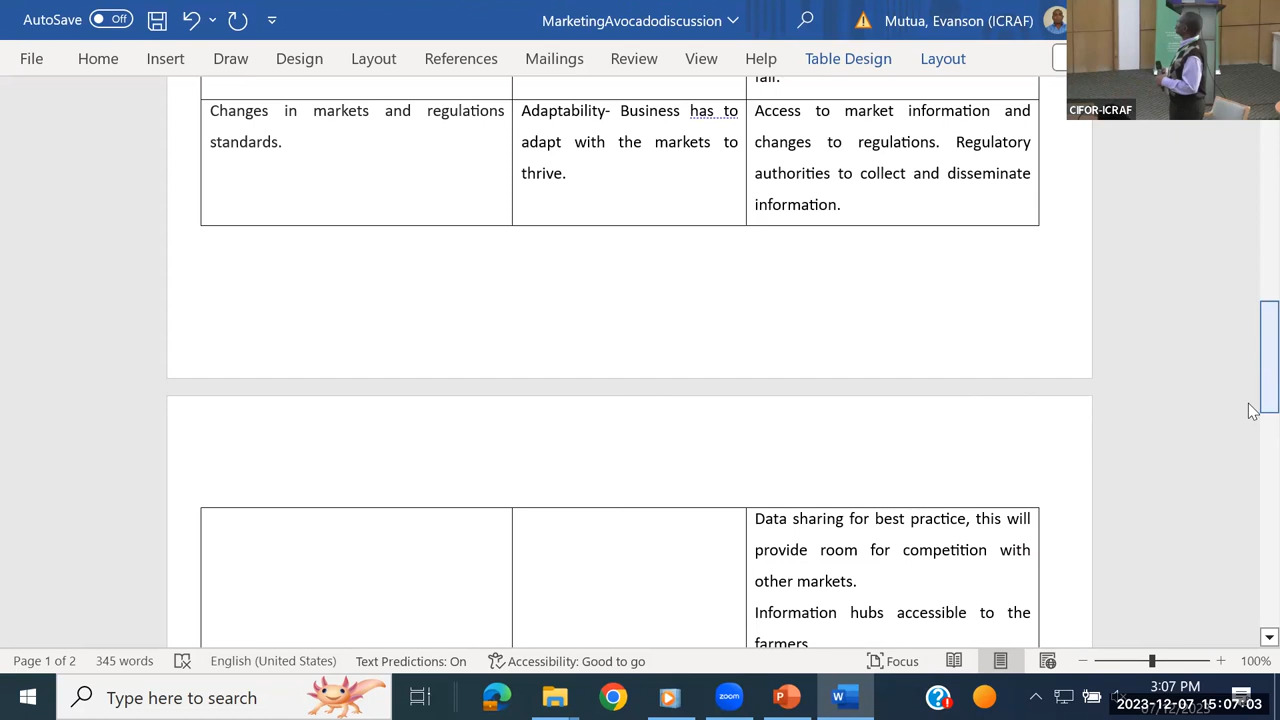 AutoSave Off MarketingAvocadodiscussion Mutua, Evanson (ICRAF)
File Home Insert Draw Design Layout References Mailings Review View Help Table Design Layout
CIFOR-ICRAF
fair.
Changes in markets and regulations
standards.
Adaptability- Business has to
adapt with the markets to
thrive.
Access to market information and
changes to regulations. Regulatory
authorities to collect and disseminate
information.
Data sharing for best practice, this will
provide room for competition with
other markets.
Information hubs accessible to the
farmers
Page 1 of 2 345 words English (United States) Text Predictions: On Accessibility: Good to go Focus 100%
Type here to search
3:07 PM
2023-12-07 15:07:03